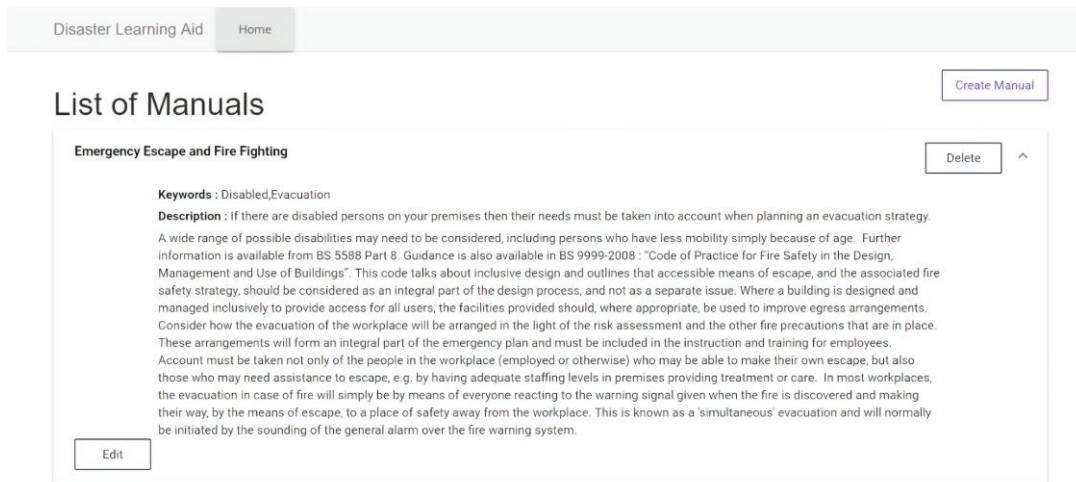 Disaster Learning Aid
Home
Create Manual
List of Manuals
Emergency Escape and Fire Fighting
Delete
Keywords : Disabled,Evacuation
Description : If there are disabled persons on your premises then their needs must be taken into account when planning an evacuation strategy.
A wide range of possible disabilities may need to be considered, including persons who have less mobility simply because of age.  Further
information is available from BS 5588 Part 8. Guidance is also available in BS 9999-2008 : "Code of Practice for Fire Safety in the Design,
Management and Use of Buildings". This code talks about inclusive design and outlines that accessible means of escape, and the associated fire
safety strategy, should be considered as an integral part of the design process, and not as a separate issue. Where a building is designed and
managed inclusively to provide access for all users, the facilities provided should, where appropriate, be used to improve egress arrangements.
Consider how the evacuation of the workplace will be arranged in the light of the risk assessment and the other fire precautions that are in place.
These arrangements will form an integral part of the emergency plan and must be included in the instruction and training for employees.
Account must be taken not only of the people in the workplace (employed or otherwise) who may be able to make their own escape, but also
those who may need assistance to escape, e.g. by having adequate staffing levels in premises providing treatment or care.  In most workplaces,
the evacuation in case of fire will simply be by means of everyone reacting to the warning signal given when the fire is discovered and making
their way, by the means of escape, to a place of safety away from the workplace. This is known as a 'simultaneous' evacuation and will normally
be initiated by the sounding of the general alarm over the fire warning system.
Edit